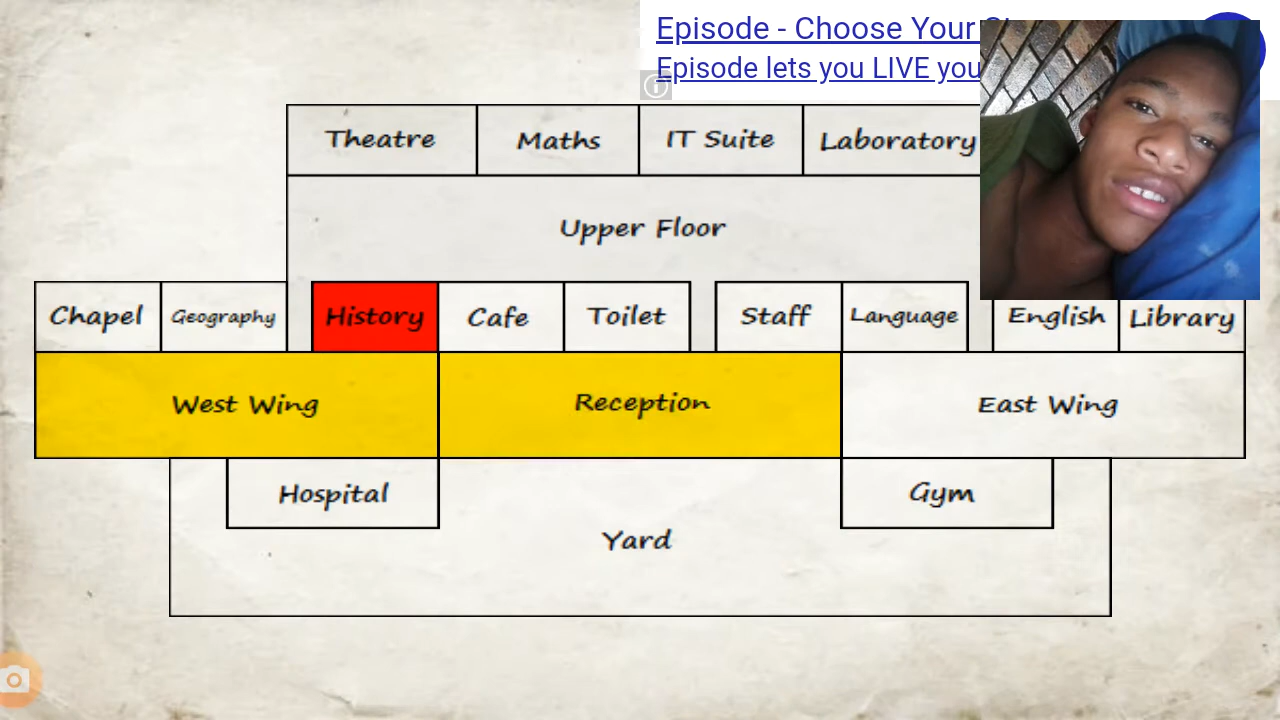 Episode - Choose Your
Episode lets you LIVE you
Theatre Maths IT Suite Laboratory
Upper Floor
Chapel Geography History Cafe Toilet Staff Language English Library
West Wing Reception East Wing
Hospital Gym
Yard